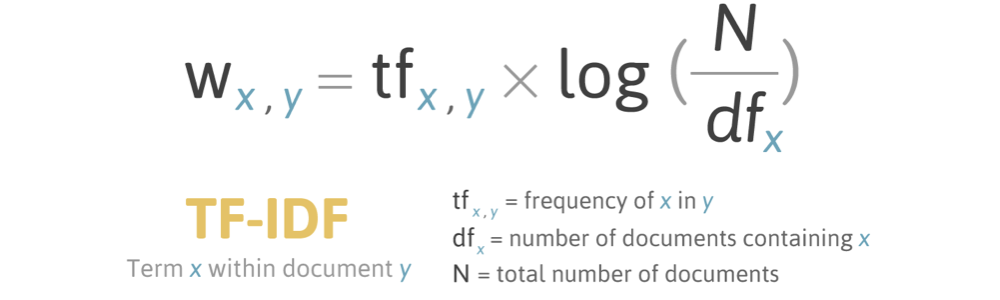 w x , y = tf x , y × log ( N / df x )
TF-IDF
Term x within document y
tf x, y = frequency of x in y
df x = number of documents containing x
N = total number of documents